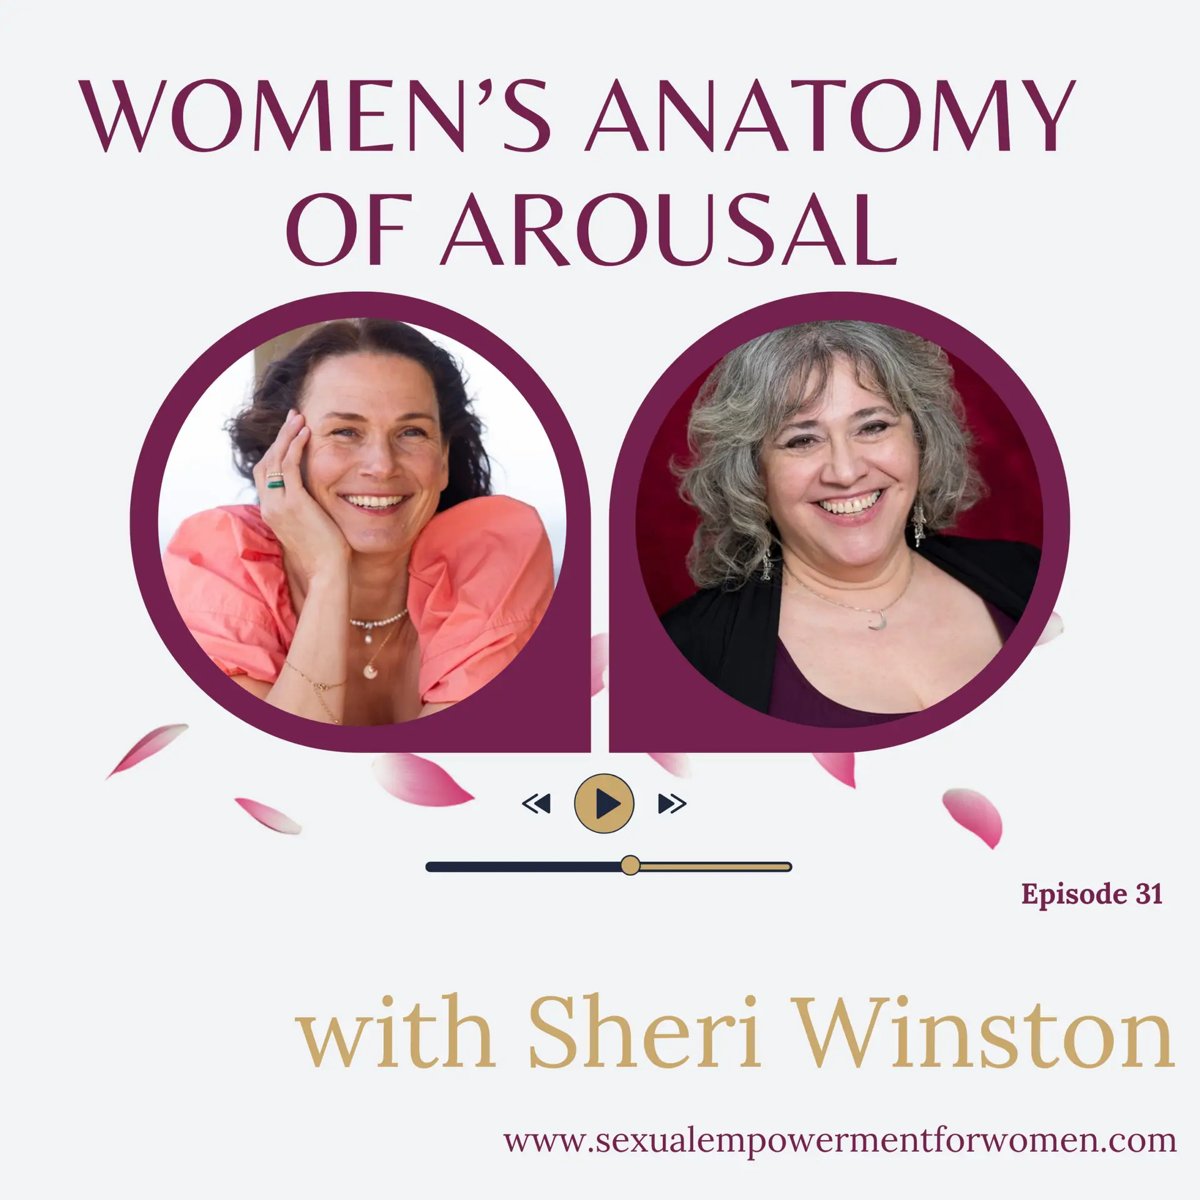 WOMEN'S ANATOMY
OF AROUSAL
Episode 31
with Sheri Winston
www.sexualempowermentforwomen.com